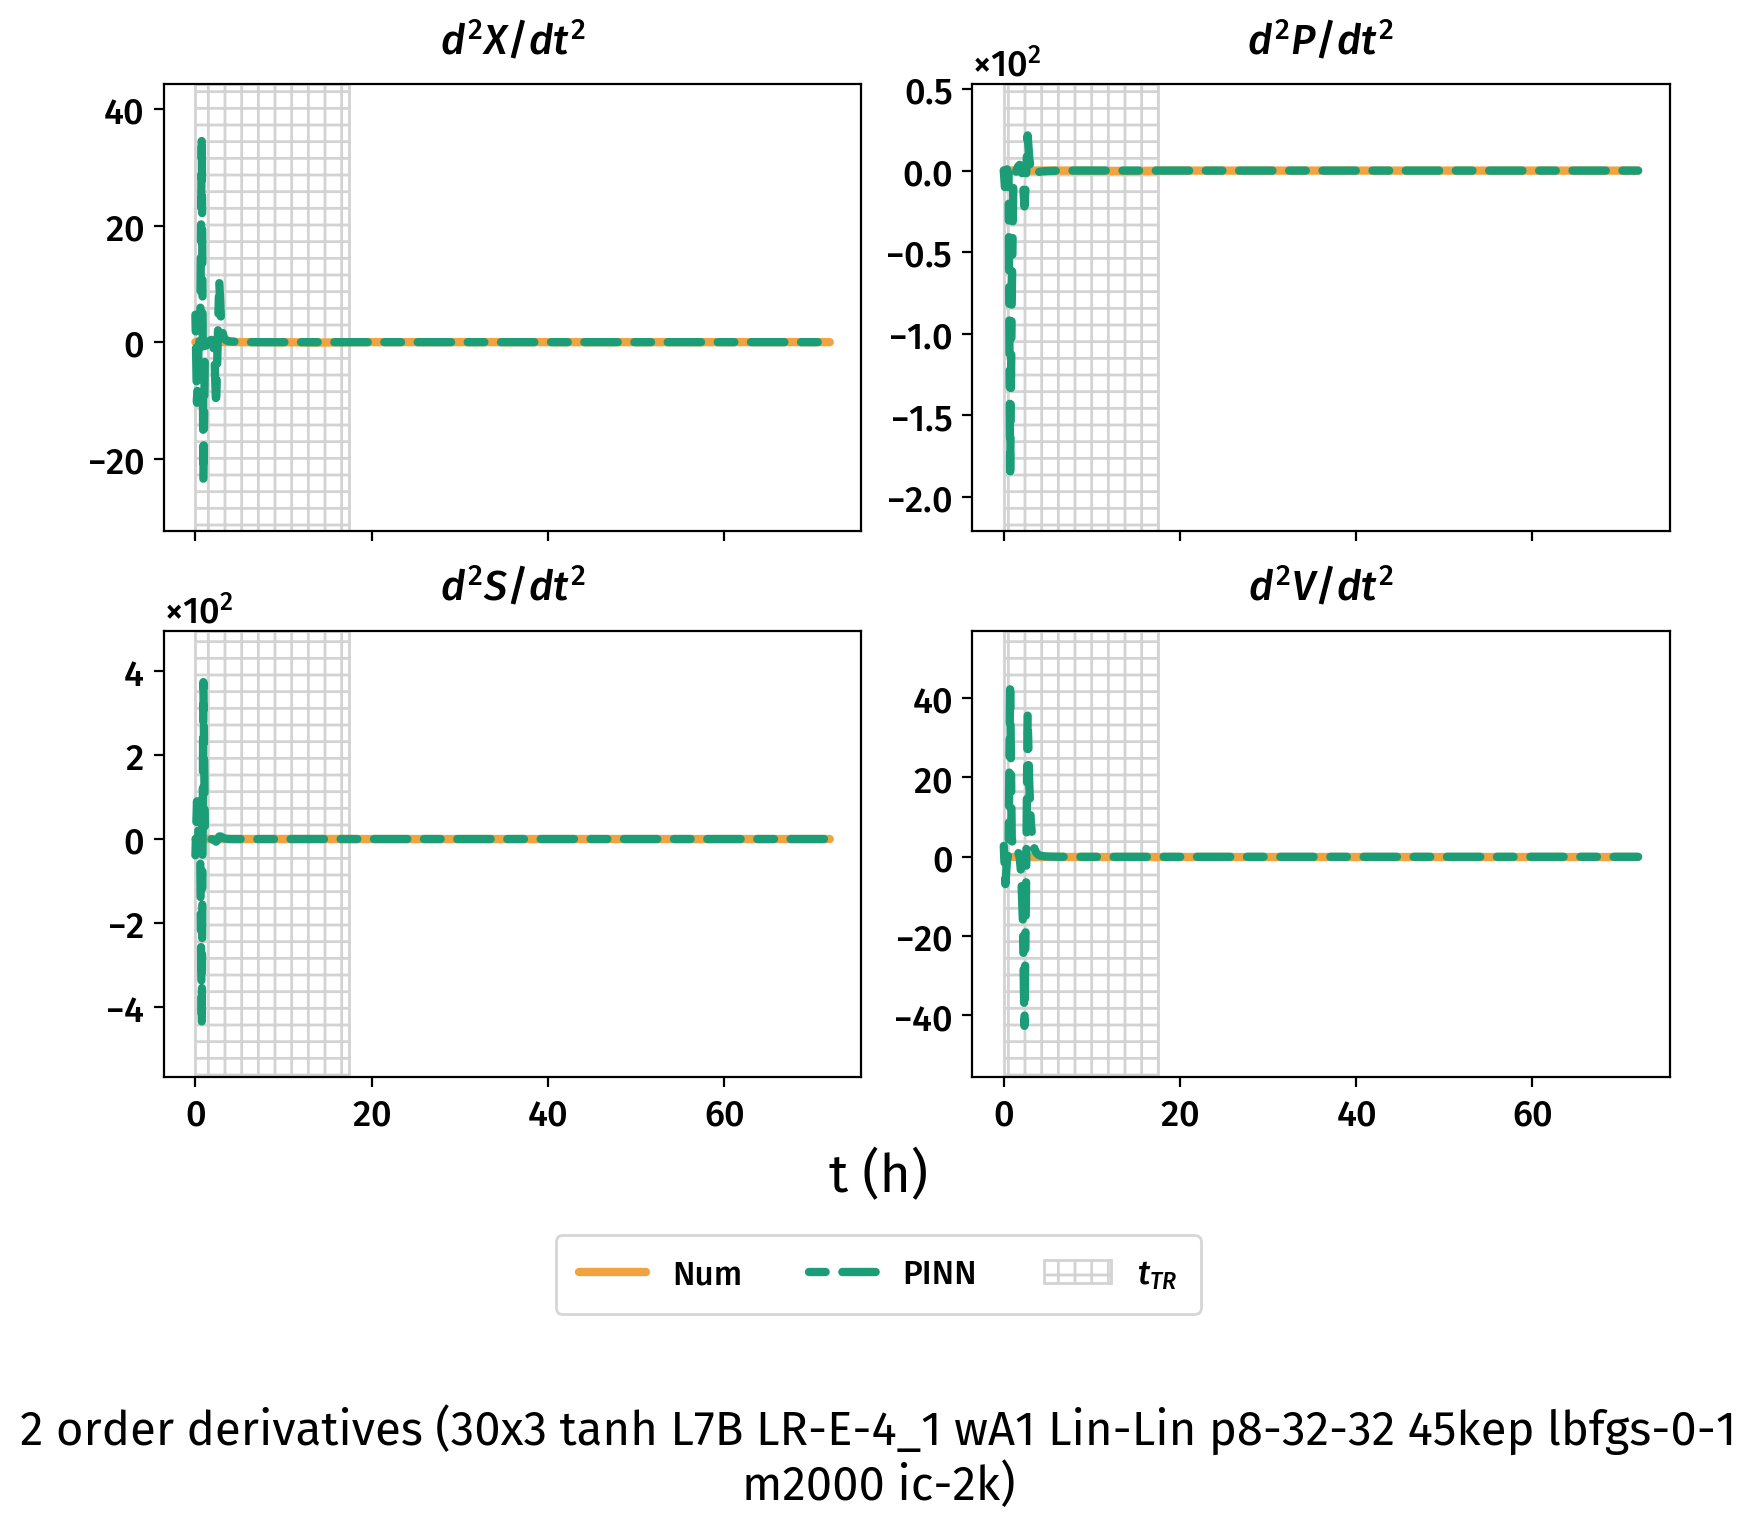 d²X/dt²
d²P/dt²
×10²
40
20
0
−20
0.5
0.0
−0.5
−1.0
−1.5
−2.0
d²S/dt²
d²V/dt²
×10²
4
2
0
−2
−4
40
20
0
−20
−40
0 20 40 60
0 20 40 60
t (h)
Num PINN t_TR
2 order derivatives (30x3 tanh L7B LR-E-4_1 wA1 Lin-Lin p8-32-32 45kep lbfgs-0-1
m2000 ic-2k)